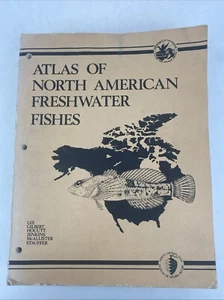 ATLAS OF
NORTH AMERICAN
FRESHWATER
FISHES
LEE
GILBERT
HOCUTT
JENKINS
McALLISTER
STAUFFER